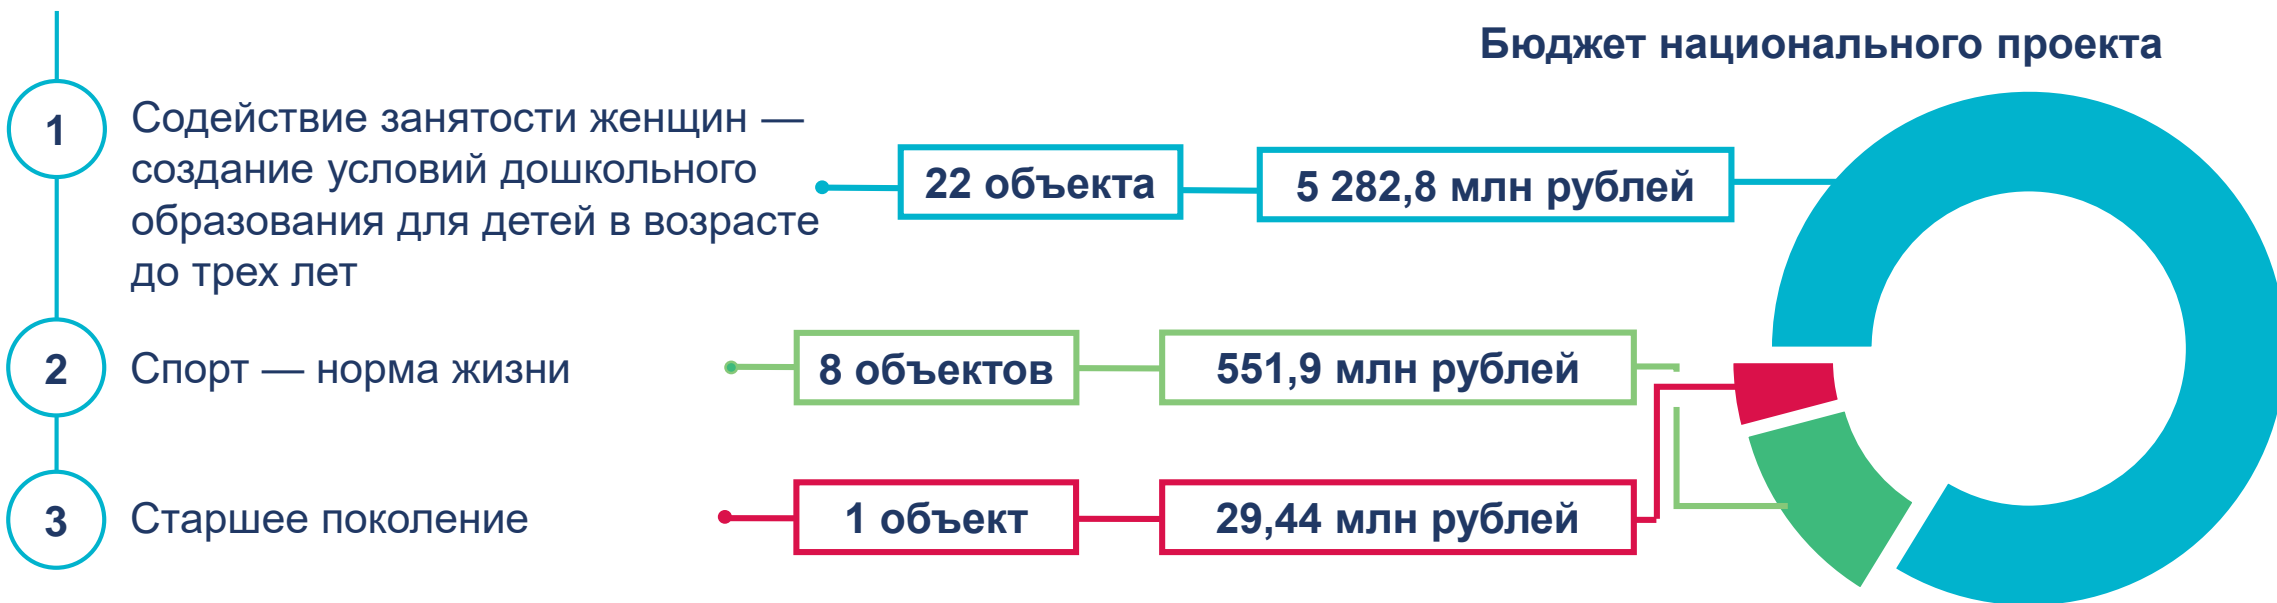 Бюджет национального проекта
1
Содействие занятости женщин —
создание условий дошкольного
образования для детей в возрасте
до трех лет
22 объекта
5 282,8 млн рублей
2
Спорт — норма жизни
8 объектов
551,9 млн рублей
3
Старшее поколение
1 объект
29,44 млн рублей